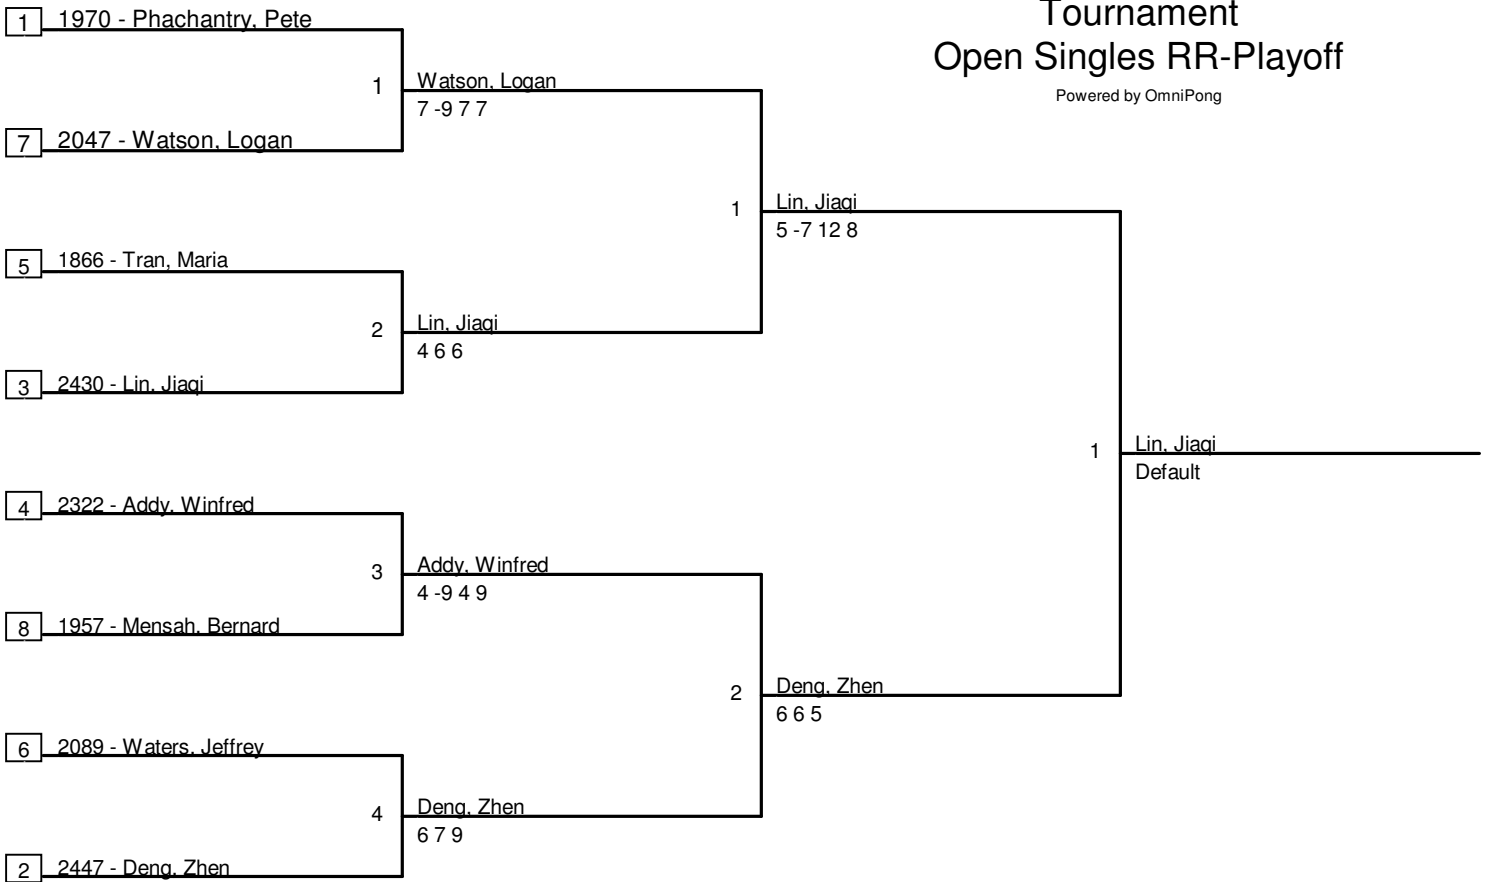 Tournament
Open Singles RR-Playoff
Powered by OmniPong
1 1970 - Phachantry, Pete
1 Watson, Logan
7 -9 7 7
7 2047 - Watson, Logan
1 Lin, Jiaqi
5 -7 12 8
5 1866 - Tran, Maria
2 Lin, Jiaqi
4 6 6
3 2430 - Lin, Jiaqi
1 Lin, Jiaqi
Default
4 2322 - Addy, Winfred
3 Addy, Winfred
4 -9 4 9
8 1957 - Mensah, Bernard
2 Deng, Zhen
6 6 5
6 2089 - Waters, Jeffrey
4 Deng, Zhen
6 7 9
2 2447 - Deng, Zhen